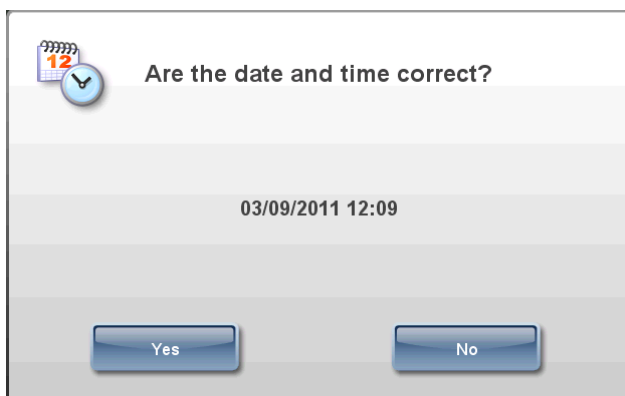 12
Are the date and time correct?
03/09/2011 12:09
Yes
No